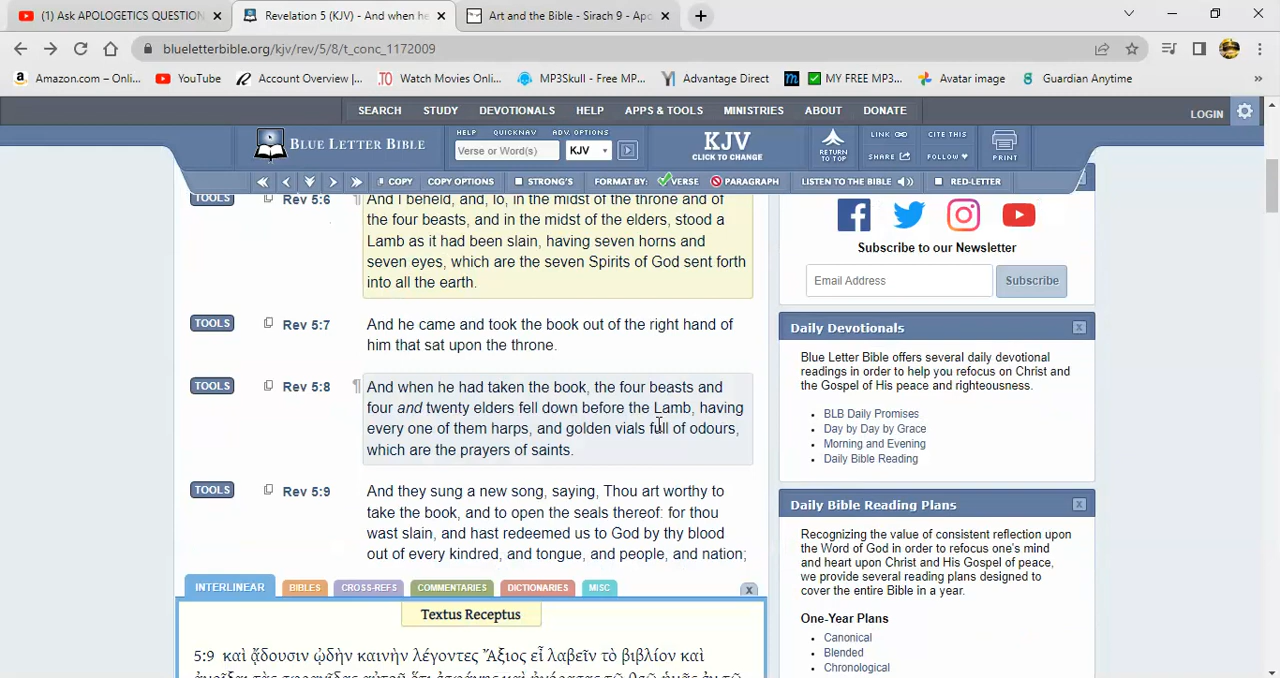 (1) Ask APOLOGETICS QUESTION
Revelation 5 (KJV) - And when he
Art and the Bible - Sirach 9 - Apo
blueletterbible.org/kjv/rev/5/8/t_conc_1172009
Amazon.com – Onli...
YouTube
Account Overview |...
Watch Movies Onli...
MP3Skull - Free MP...
Advantage Direct
MY FREE MP3...
Avatar image
Guardian Anytime
»
SEARCH STUDY DEVOTIONALS HELP APPS & TOOLS MINISTRIES ABOUT DONATE
LOGIN
BLUE LETTER BIBLE
HELP QUICKNAV ADV. OPTIONS
Verse or Word(s)
KJV
KJV
CLICK TO CHANGE
RETURN
TO TOP
LINK
SHARE
CITE THIS
FOLLOW
PRINT
COPY COPY OPTIONS STRONG'S FORMAT BY: VERSE PARAGRAPH LISTEN TO THE BIBLE RED-LETTER
TOOLS
Rev 5:6
¶
And I beheld, and, lo, in the midst of the throne and of
the four beasts, and in the midst of the elders, stood a
Lamb as it had been slain, having seven horns and
seven eyes, which are the seven Spirits of God sent forth
into all the earth.
TOOLS
Rev 5:7
And he came and took the book out of the right hand of
him that sat upon the throne.
TOOLS
Rev 5:8
¶
And when he had taken the book, the four beasts and
four and twenty elders fell down before the Lamb, having
every one of them harps, and golden vials full of odours,
which are the prayers of saints.
TOOLS
Rev 5:9
And they sung a new song, saying, Thou art worthy to
take the book, and to open the seals thereof: for thou
wast slain, and hast redeemed us to God by thy blood
out of every kindred, and tongue, and people, and nation;
INTERLINEAR BIBLES CROSS-REFS COMMENTARIES DICTIONARIES MISC
x
Textus Receptus
5:9 καὶ ᾄδουσιν ᾠδὴν καινὴν λέγοντες Ἄξιος εἶ λαβεῖν τὸ βιβλίον καὶ
ἀνοῖξαι τὰς σφραγῖδας αὐτοῦ ὅτι ἐσφάγης καὶ ἠγόρασας τῷ θεῷ ἡμᾶς ἐν τῷ
Subscribe to our Newsletter
Email Address
Subscribe
Daily Devotionals
x
Blue Letter Bible offers several daily devotional
readings in order to help you refocus on Christ and
the Gospel of His peace and righteousness.
BLB Daily Promises
Day by Day by Grace
Morning and Evening
Daily Bible Reading
Daily Bible Reading Plans
x
Recognizing the value of consistent reflection upon
the Word of God in order to refocus one's mind
and heart upon Christ and His Gospel of peace,
we provide several reading plans designed to
cover the entire Bible in a year.
One-Year Plans
Canonical
Blended
Chronological